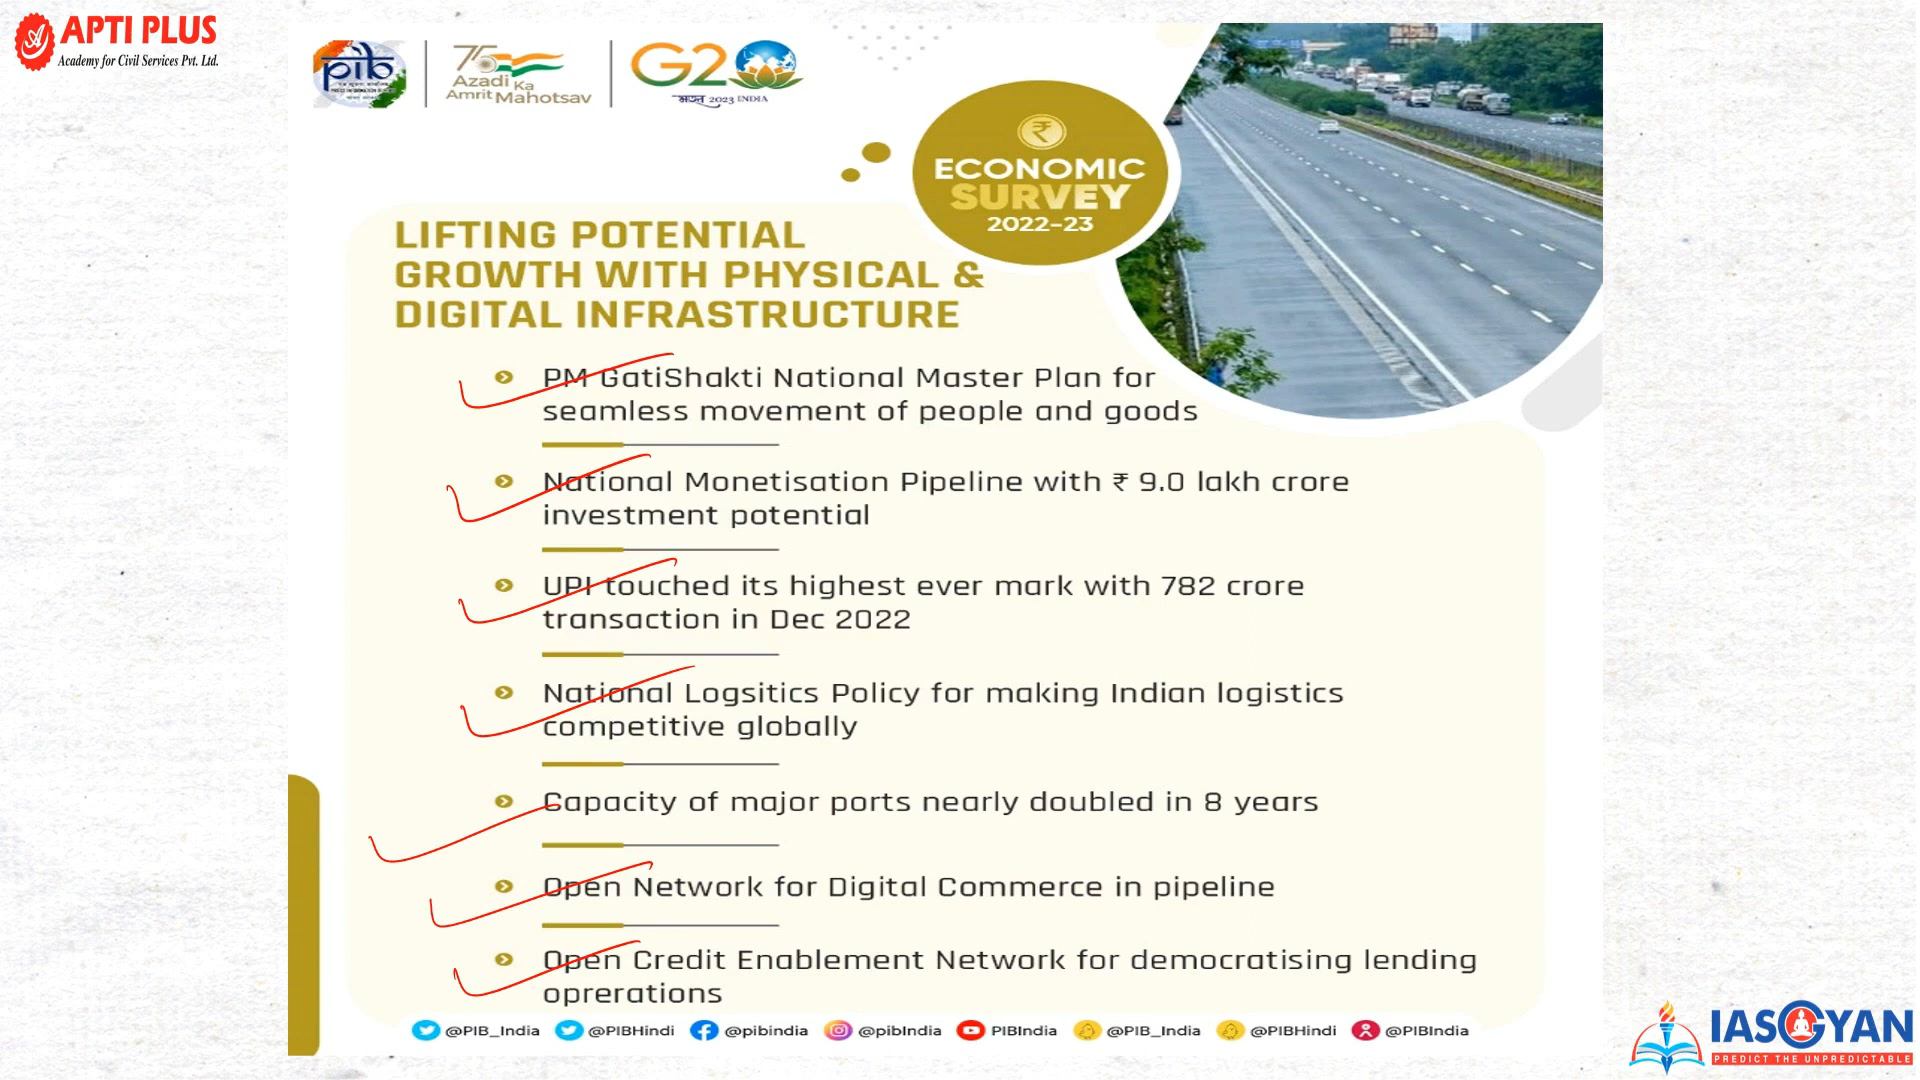 APTI PLUS
Academy for Civil Services Pvt. Ltd.
pib
75
Azadi Ka
Amrit Mahotsav
G20
भारत 2023 INDIA
₹
ECONOMIC
SURVEY
2022-23
LIFTING POTENTIAL
GROWTH WITH PHYSICAL &
DIGITAL INFRASTRUCTURE
PM GatiShakti National Master Plan for
seamless movement of people and goods
National Monetisation Pipeline with ₹ 9.0 lakh crore
investment potential
UPI touched its highest ever mark with 782 crore
transaction in Dec 2022
National Logsitics Policy for making Indian logistics
competitive globally
Capacity of major ports nearly doubled in 8 years
Open Network for Digital Commerce in pipeline
Open Credit Enablement Network for democratising lending
oprerations
@PIB_India @PIBHindi @pibindia @pibIndia PIBIndia @PIB_India @PIBHindi @PIBIndia
IASGYAN
PREDICT THE UNPREDICTABLE